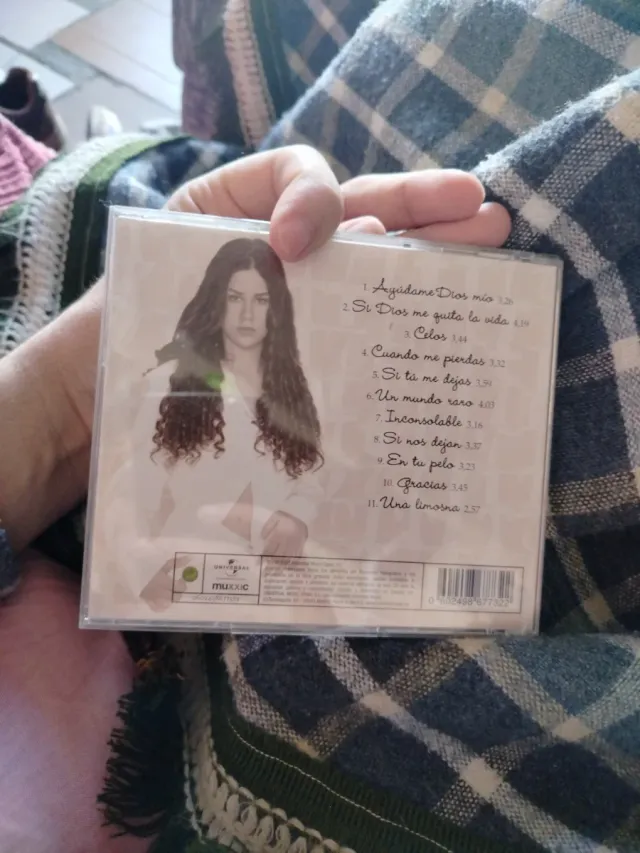 1. Ayúdame Dios mío 3,26
2. Si Dios me quita la vida 4,19
3. Celos 3,44
4. Cuando me pierdas 3,32
5. Si tú me dejas 3,59
6. Un mundo raro 4,03
7. Inconsolable 3,16
8. Si nos dejan 3,37
9. En tu pelo 3,23
10. Gracias 3,45
11. Una limosna 2,57
UNIVERSAL
muxxic